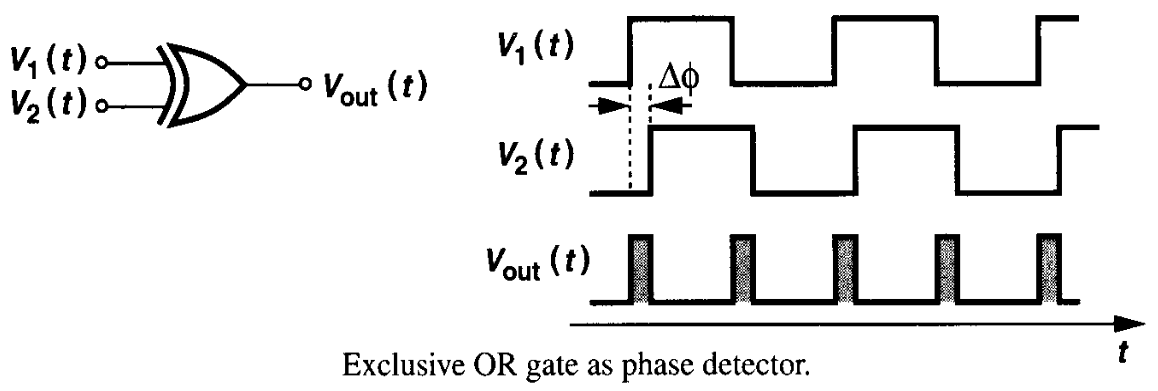 V1(t)
V2(t)
Vout(t)
V1(t)
Δϕ
V2(t)
Vout(t)
t
Exclusive OR gate as phase detector.